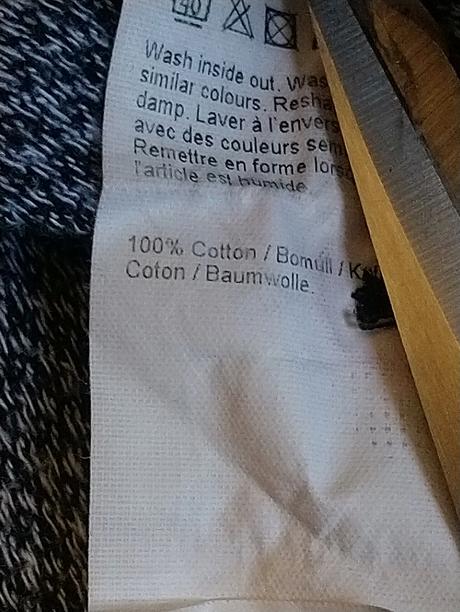 40
Wash inside out. Was
similar colours. Resha
damp. Laver à l'envers
avec des couleurs sem
Remettre en forme lors
l'article est humide
100% Cotton / Bomull / K
Coton / Baumwolle.